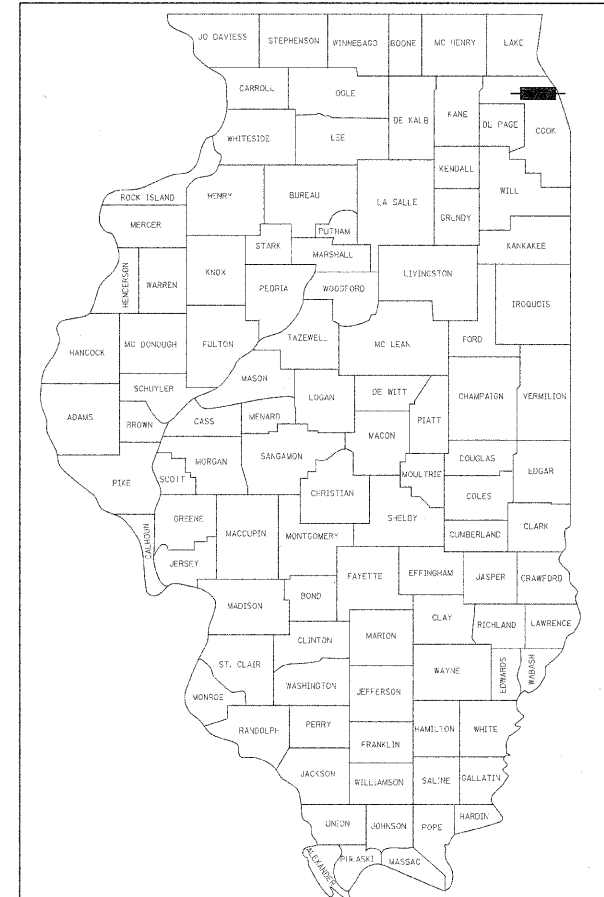 JO DAVIESS
STEPHENSON
WINNEBAGO
BOONE
MC HENRY
LAKE
CARROLL
OGLE
DE KALB
KANE
DE PAGE
COOK
WHITESIDE
LEE
KENDALL
WILL
ROCK ISLAND
HENRY
BUREAU
LA SALLE
GRUNDY
MERCER
PUTNAM
STARK
MARSHALL
KANKAKEE
HENDERSON
WARREN
KNOX
PEORIA
WOODFORD
LIVINGSTON
IROQUOIS
HANCOCK
MC DONOUGH
FULTON
TAZEWELL
MC LEAN
FORD
SCHUYLER
MASON
LOGAN
DE WITT
CHAMPAIGN
VERMILION
ADAMS
BROWN
CASS
MENARD
PIATT
MACON
MORGAN
SANGAMON
DOUGLAS
EDGAR
PIKE
SCOTT
CHRISTIAN
MOULTRIE
COLES
GREENE
MACCUPIN
MONTGOMERY
SHELBY
CUMBERLAND
CLARK
CALHOUN
JERSEY
FAYETTE
EFFINGHAM
JASPER
CRAWFORD
MADISON
BOND
CLAY
RICHLAND
LAWRENCE
CLINTON
MARION
ST. CLAIR
WAYNE
EDWARDS
WABASH
WASHINGTON
JEFFERSON
MONROE
RANDOLPH
PERRY
HAMILTON
WHITE
FRANKLIN
JACKSON
WILLIAMSON
SALINE
GALLATIN
UNION
JOHNSON
POPE
HARDIN
ALEXANDER
PULASKI
MASSAC